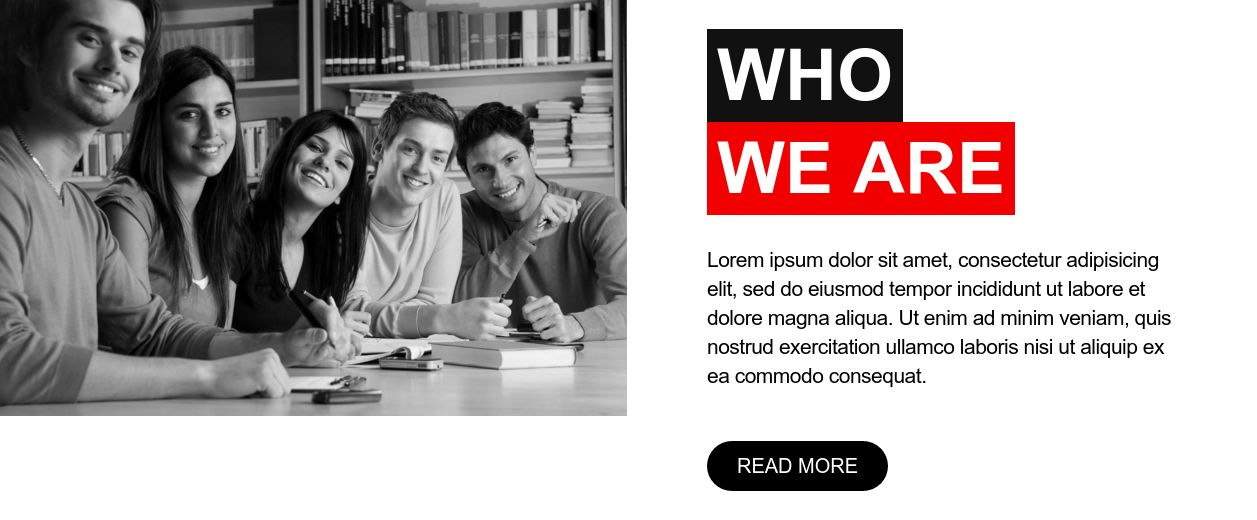 WHO
WE ARE
Lorem ipsum dolor sit amet, consectetur adipisicing
elit, sed do eiusmod tempor incididunt ut labore et
dolore magna aliqua. Ut enim ad minim veniam, quis
nostrud exercitation ullamco laboris nisi ut aliquip ex
ea commodo consequat.
READ MORE